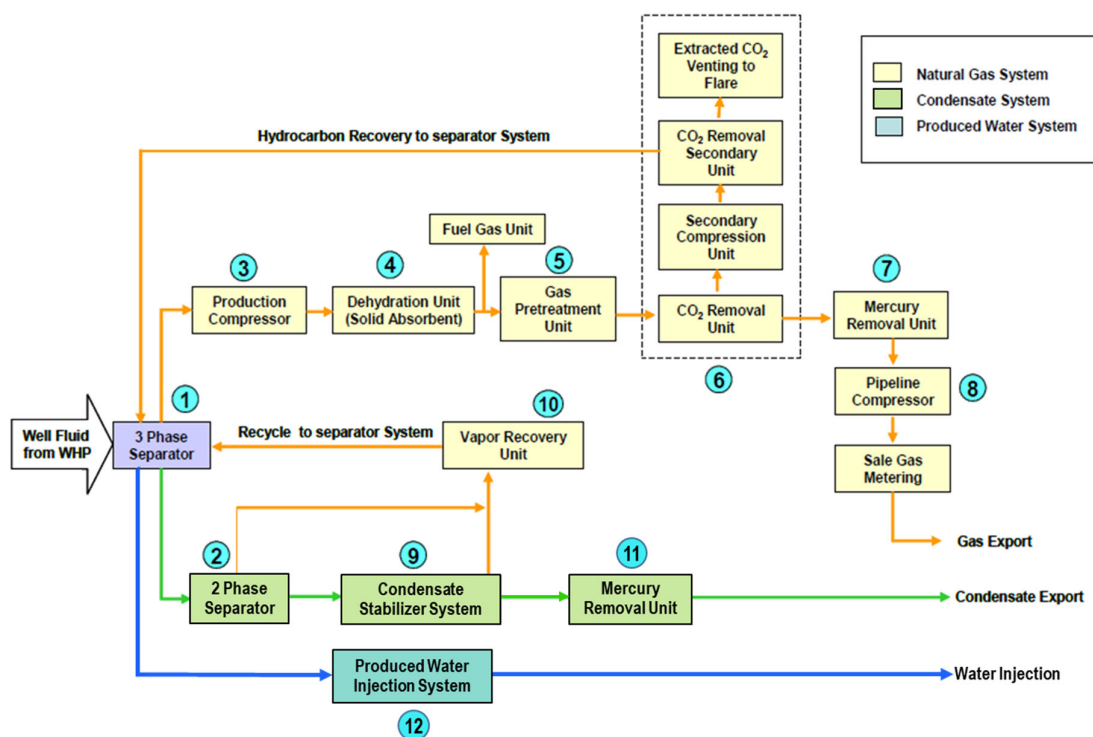 Extracted CO₂
Venting to
Flare
Natural Gas System
Condensate System
Produced Water System
Hydrocarbon Recovery to separator System
CO₂ Removal
Secondary
Unit
Fuel Gas Unit
Secondary
Compression
Unit
3
4
5
7
Production
Compressor
Dehydration Unit
(Solid Absorbent)
Gas
Pretreatment
Unit
CO₂ Removal
Unit
Mercury
Removal Unit
6
1
10
Pipeline
Compressor
8
Well Fluid
from WHP
3 Phase
Separator
Recycle to separator System
Vapor Recovery
Unit
Sale Gas
Metering
Gas Export
2
9
11
2 Phase
Separator
Condensate
Stabilizer System
Mercury
Removal Unit
Condensate Export
Produced Water
Injection System
Water Injection
12